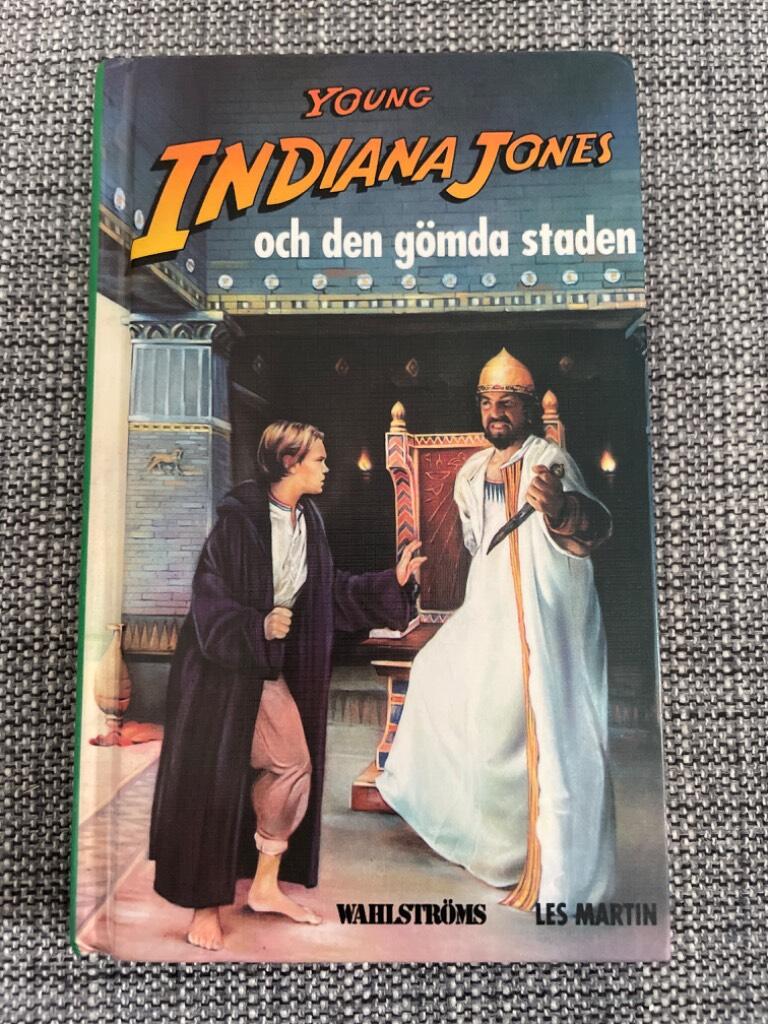 YOUNG
INDIANA JONES
och den gömda staden
WAHLSTRÖMS
LES MARTIN